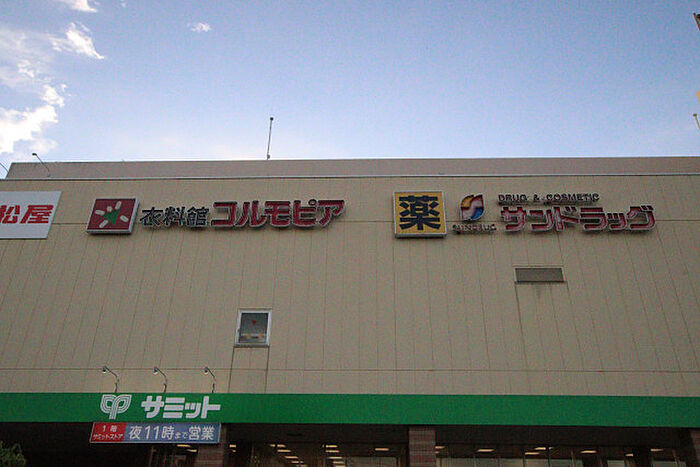 松屋
衣料館 コルモピア
薬
DRUG & COSMETIC
サンドラッグ
SUNDRUG
サミット
1階
サミットストア
夜11時まで営業